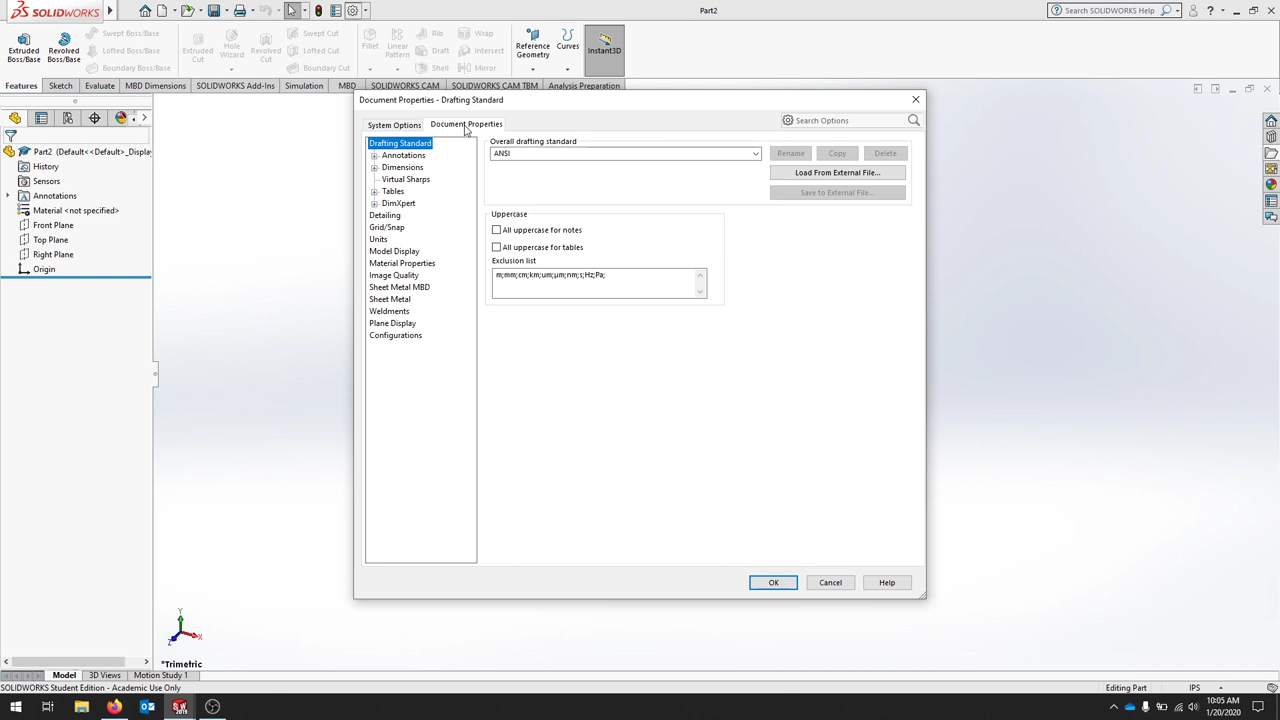 SOLIDWORKS
Part2
Search SOLIDWORKS Help
Extruded Boss/Base
Revolved Boss/Base
Swept Boss/Base
Lofted Boss/Base
Boundary Boss/Base
Extruded Cut
Hole Wizard
Revolved Cut
Swept Cut
Lofted Cut
Boundary Cut
Fillet
Linear Pattern
Rib
Draft
Shell
Wrap
Intersect
Mirror
Reference Geometry
Curves
Instant3D
Features Sketch Evaluate MBD Dimensions SOLIDWORKS Add-Ins Simulation MBD SOLIDWORKS CAM SOLIDWORKS CAM TBM Analysis Preparation
Part2 (Default<<Default>_Display
History
Sensors
Annotations
Material <not specified>
Front Plane
Top Plane
Right Plane
Origin
Document Properties - Drafting Standard
System Options Document Properties
Search Options
Drafting Standard
Annotations
Dimensions
Virtual Sharps
Tables
DimXpert
Detailing
Grid/Snap
Units
Model Display
Material Properties
Image Quality
Sheet Metal MBD
Sheet Metal
Weldments
Plane Display
Configurations
Overall drafting standard
ANSI
Rename Copy Delete
Load From External File...
Save to External File...
Uppercase
All uppercase for notes
All uppercase for tables
Exclusion list
m;mm;cm;km;um;µm;nm;s;Hz;Pa;
OK Cancel Help
Y
X
Z
*Trimetric
Model 3D Views Motion Study 1
SOLIDWORKS Student Edition - Academic Use Only
Editing Part IPS
10:05 AM
1/20/2020